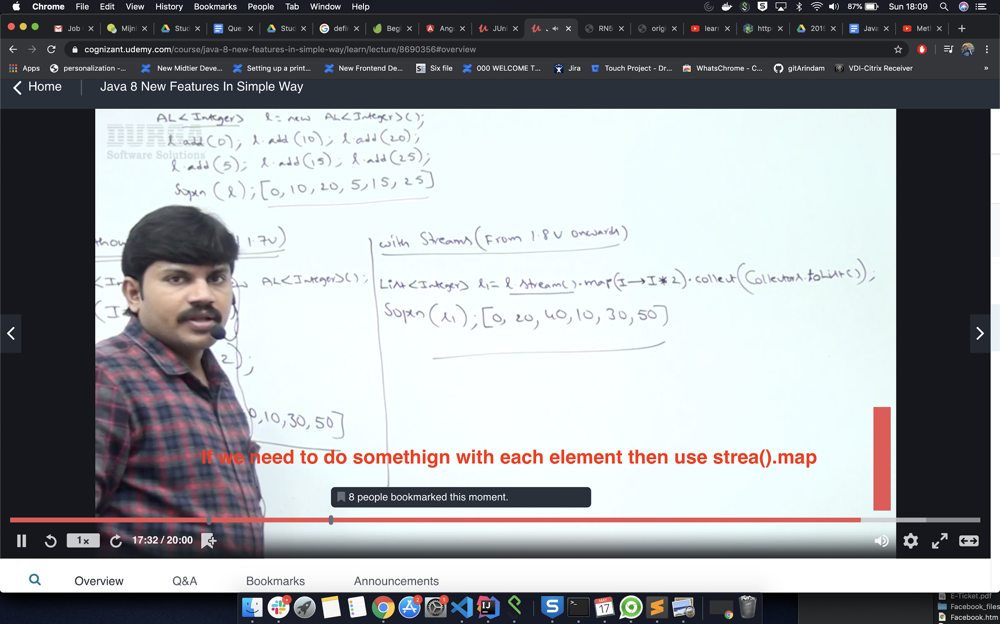 Chrome File Edit View History Bookmarks People Tab Window Help 87% Sun 18:09
Job Mijn Stud Que Stud defin Begi Ang JUni RN5 origi lear http 2019 Java Met
cognizant.udemy.com/course/java-8-new-features-in-simple-way/learn/lecture/8690356#overview
Apps personalization -... New Midtier Deve... Setting up a print... New Frontend De... SE Six file 000 WELCOME T... Jira Touch Project - Dr... WhatsChrome - C... gitArindam VDI-Citrix Receiver »
Home Java 8 New Features In Simple Way
AL<Integer> l = new AL<Integer>();
DURGA
l.add(0); l.add(10); l.add(20);
Software Solutions
l.add(5); l.add(15); l.add(25);
Sopln(l); [0, 10, 20, 5, 15, 25]
1.7V)
with Streams (From 1.8V onwards)
AL<Integer>();
List<Integer> l1 = l.stream().map(I→I*2).collect(Collectors.toList());
(I
Sopln(l1); [0, 20, 40, 10, 30, 50]
2);
0,10,30,50]
If we need to do somethign with each element then use strea().map
8 people bookmarked this moment.
1x 17:32 / 20:00
Overview Q&A Bookmarks Announcements
E-Ticket.pdf
Facebook_files
Facebook.htm
2 1 IJ S >_ MAY 17 S